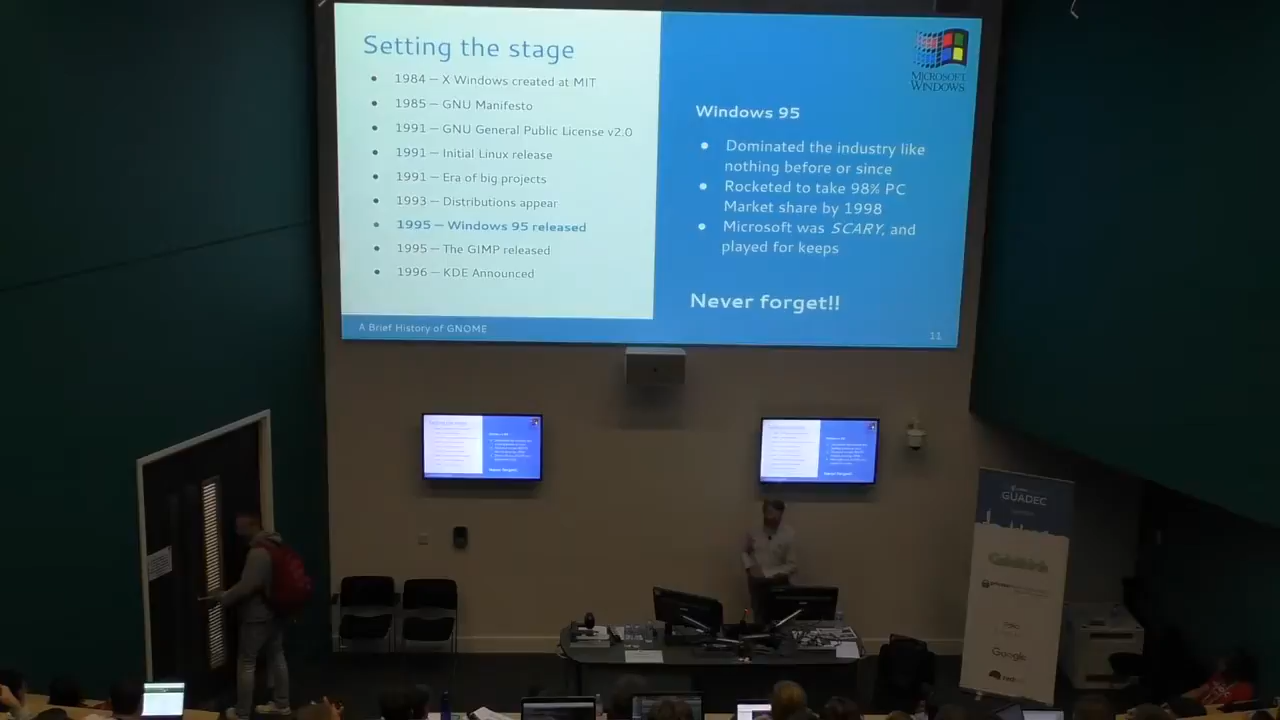 Setting the stage
1984 — X Windows created at MIT
1985 — GNU Manifesto
1991 — GNU General Public License v2.0
1991 — Initial Linux release
1991 — Era of big projects
1993 — Distributions appear
1995 — Windows 95 released
1995 — The GIMP released
1996 — KDE Announced
MICROSOFT
WINDOWS
Windows 95
Dominated the industry like
nothing before or since
Rocketed to take 98% PC
Market share by 1998
Microsoft was SCARY, and
played for keeps
Never forget!!
A Brief History of GNOME
11
GUADEC
Google